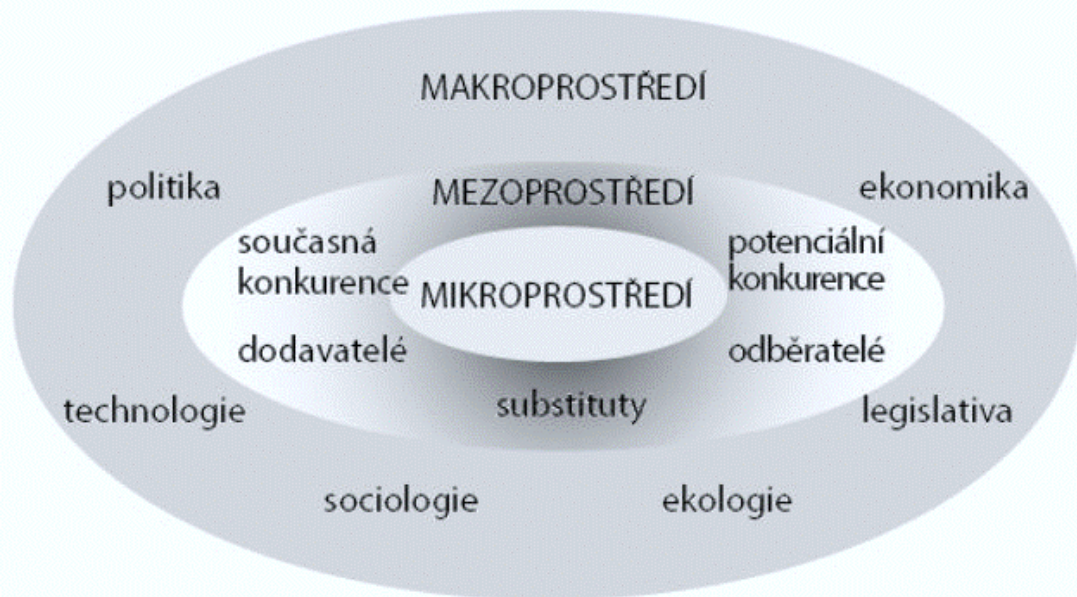 MAKROPROSTŘEDÍ
politika
MEZOPROSTŘEDÍ
ekonomika
současná
konkurence
potenciální
konkurence
MIKROPROSTŘEDÍ
dodavatelé
odběratelé
technologie
substituty
legislativa
sociologie
ekologie